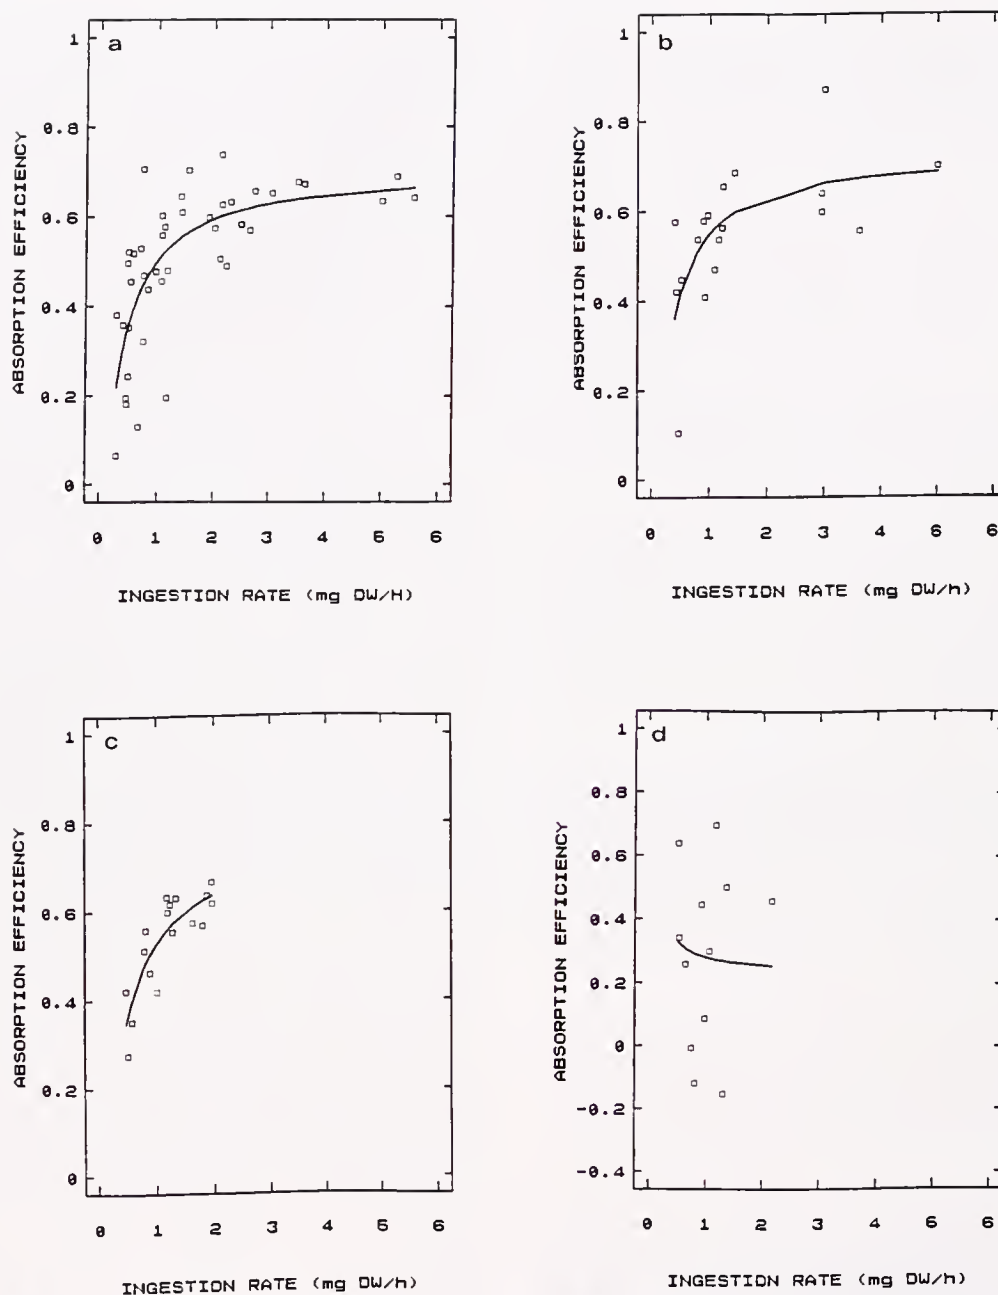 a
ABSORPTION EFFICIENCY
1
0.8
0.6
0.4
0.2
0
0 1 2 3 4 5 6
INGESTION RATE (mg DW/H)
b
ABSORPTION EFFICIENCY
1
0.8
0.6
0.4
0.2
0
0 1 2 3 4 5 6
INGESTION RATE (mg DW/h)
c
ABSORPTION EFFICIENCY
1
0.8
0.6
0.4
0.2
0
0 1 2 3 4 5 6
INGESTION RATE (mg DW/h)
d
ABSORPTION EFFICIENCY
1
0.8
0.6
0.4
0.2
0
-0.2
-0.4
0 1 2 3 4 5 6
INGESTION RATE (mg DW/h)